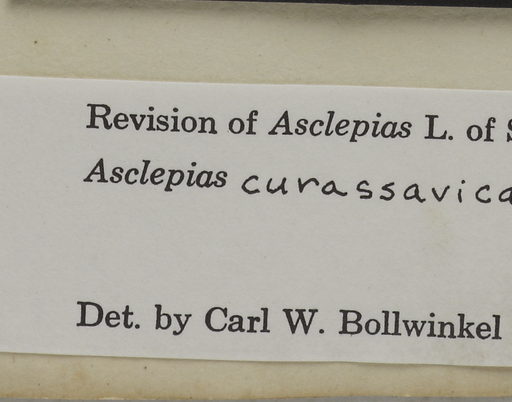 Revision of Asclepias L. of
Asclepias curassavica
Det. by Carl W. Bollwinkel